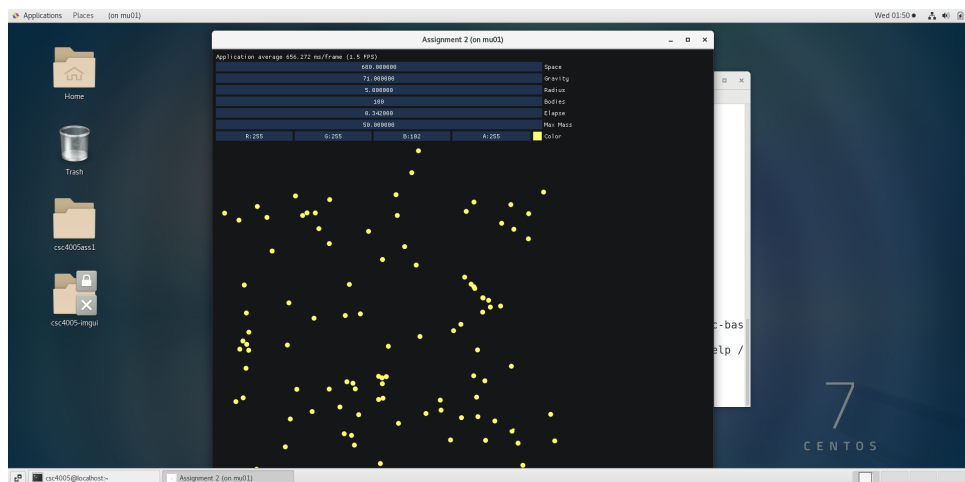 Applications Places (on mu01) Wed 01:50
Assignment 2 (on mu01)
Application average 656.272 ms/frame (1.5 FPS)
680.000000 Space
71.000000 Gravity
5.000000 Radius
100 Bodies
0.342000 Elapse
50.000000 Max Mass
R:255 G:255 B:102 A:255 Color
Home
Trash
csc4005ass1
csc4005-imgui
c-bas
elp /
7
CENTOS
csc4005@localhost:~ Assignment 2 (on mu01)